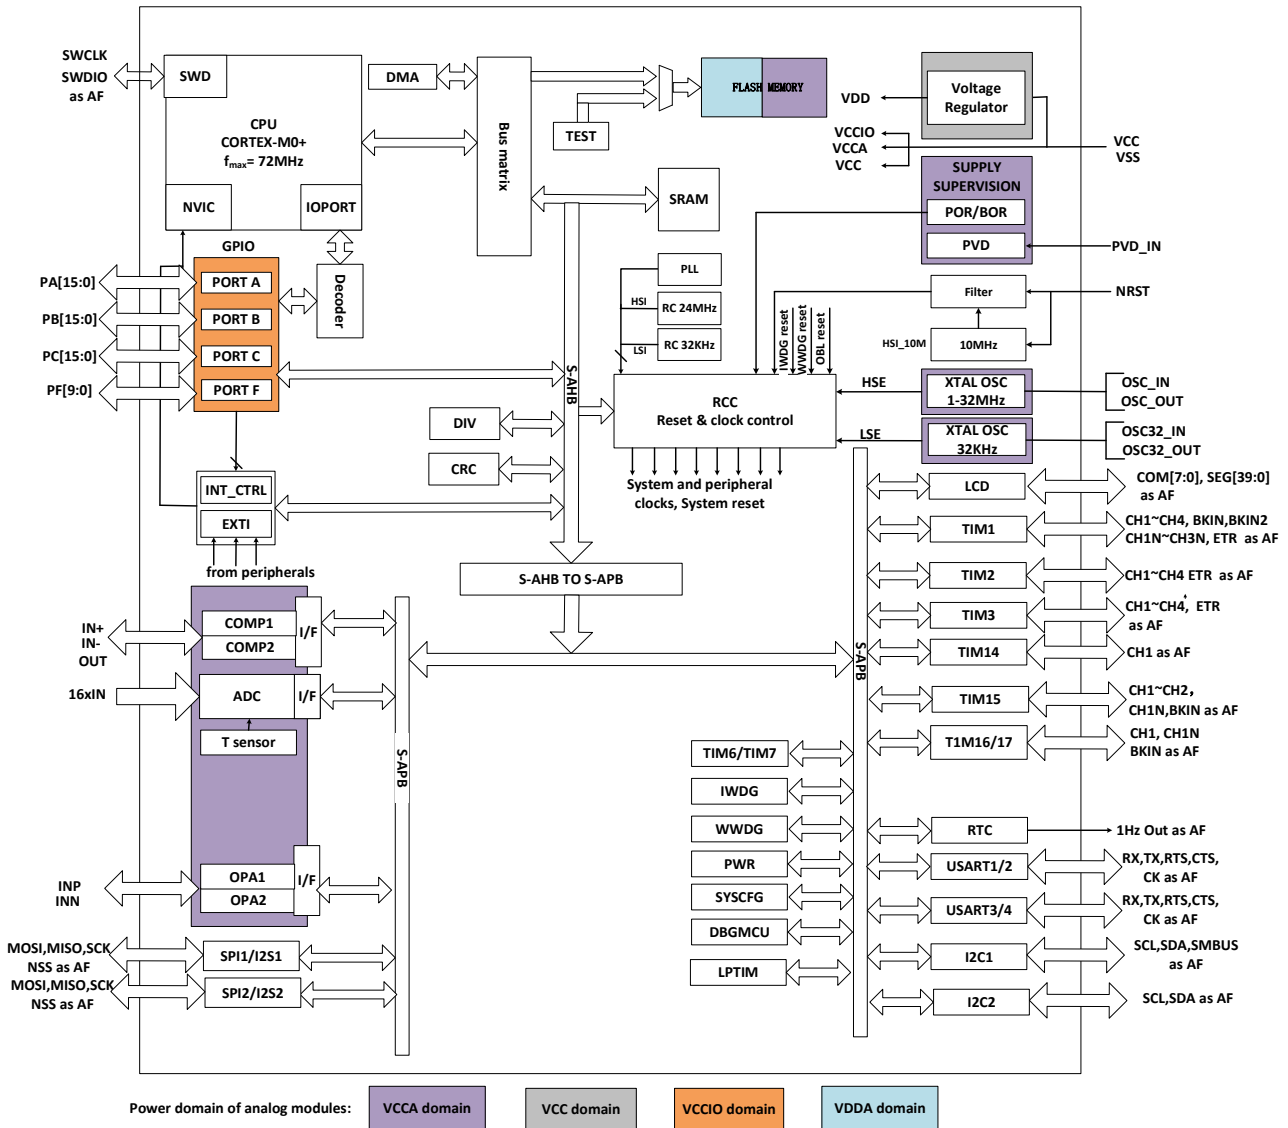 SWCLK
SWDIO
as AF
SWD
CPU
CORTEX-M0+
fmax= 72MHz
NVIC
IOPORT
DMA
Bus matrix
TEST
FLASH MEMORY
Voltage
Regulator
VDD
VCCIO
VCCA
VCC
VCC
VSS
SUPPLY
SUPERVISION
POR/BOR
PVD
PVD_IN
SRAM
GPIO
PORT A
PORT B
PORT C
PORT F
PA[15:0]
PB[15:0]
PC[15:0]
PF[9:0]
Decoder
PLL
HSI
RC 24MHz
LSI
RC 32KHz
IWDG reset
WWDG reset
OBL reset
Filter
NRST
HSI_10M
10MHz
S-AHB
RCC
Reset & clock control
HSE
XTAL OSC
1-32MHz
OSC_IN
OSC_OUT
LSE
XTAL OSC
32KHz
OSC32_IN
OSC32_OUT
DIV
CRC
System and peripheral
clocks, System reset
INT_CTRL
EXTI
from peripherals
S-AHB TO S-APB
LCD
COM[7:0], SEG[39:0]
as AF
TIM1
CH1~CH4, BKIN,BKIN2
CH1N~CH3N, ETR as AF
TIM2
CH1~CH4 ETR as AF
TIM3
CH1~CH4, ETR
as AF
TIM14
CH1 as AF
TIM15
CH1~CH2,
CH1N,BKIN as AF
T1M16/17
CH1, CH1N
BKIN as AF
IN+
IN-
OUT
COMP1
COMP2
I/F
16xIN
ADC
I/F
T sensor
S-APB
S-APB
TIM6/TIM7
IWDG
WWDG
PWR
SYSCFG
DBGMCU
LPTIM
RTC
1Hz Out as AF
USART1/2
RX,TX,RTS,CTS,
CK as AF
USART3/4
RX,TX,RTS,CTS,
CK as AF
I2C1
SCL,SDA,SMBUS
as AF
I2C2
SCL,SDA as AF
INP
INN
OPA1
OPA2
I/F
MOSI,MISO,SCK
NSS as AF
SPI1/I2S1
MOSI,MISO,SCK
NSS as AF
SPI2/I2S2
Power domain of analog modules:
VCCA domain
VCC domain
VCCIO domain
VDDA domain